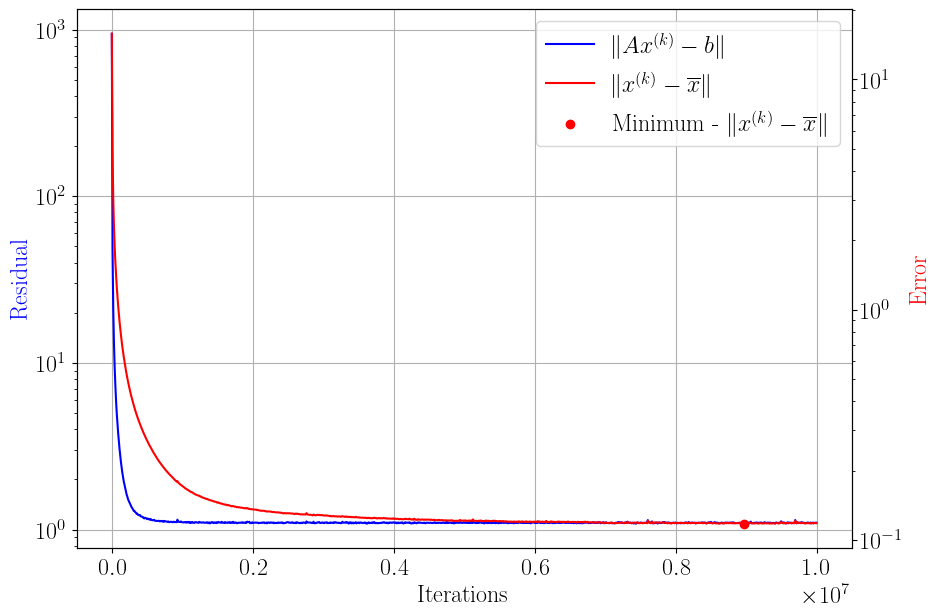 10³
10²
10¹
10⁰
Residual
‖Ax⁽ᵏ⁾ − b‖
‖x⁽ᵏ⁾ − x̅‖
Minimum - ‖x⁽ᵏ⁾ − x̅‖
10¹
10⁰
10⁻¹
Error
0.0 0.2 0.4 0.6 0.8 1.0
Iterations
×10⁷